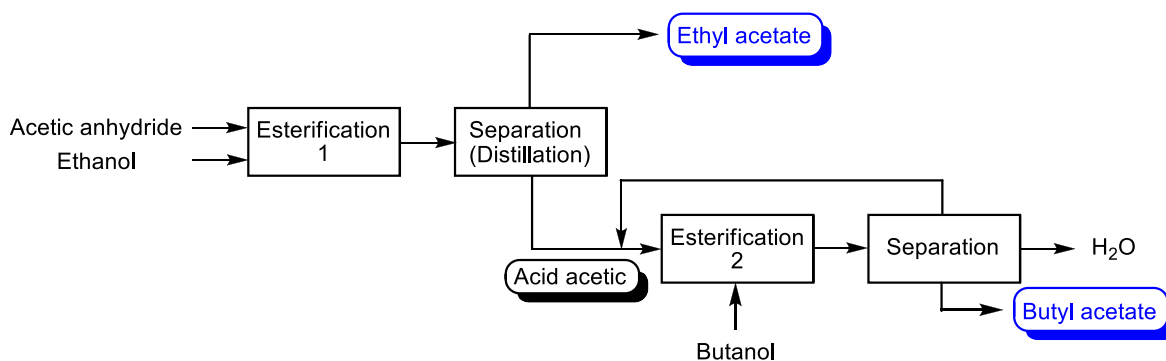 Ethyl acetate
Acetic anhydride
Ethanol
Esterification
1
Separation
(Distillation)
Acid acetic
Esterification
2
Separation
H₂O
Butyl acetate
Butanol